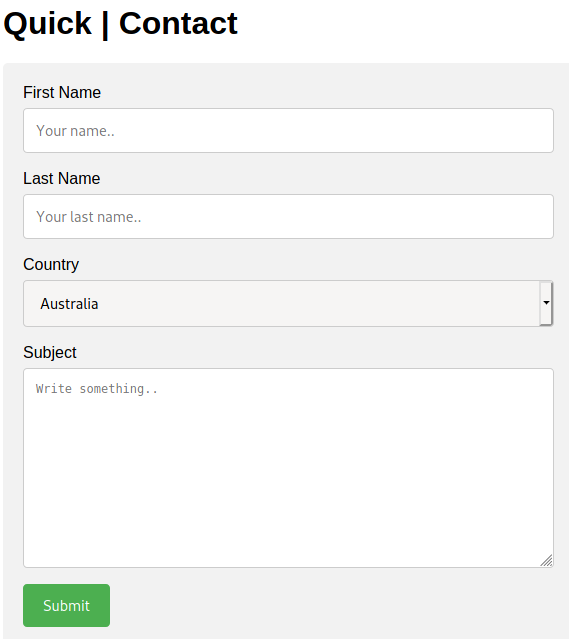 Quick | Contact
First Name
Your name..
Last Name
Your last name..
Country
Australia
Subject
Write something..
Submit